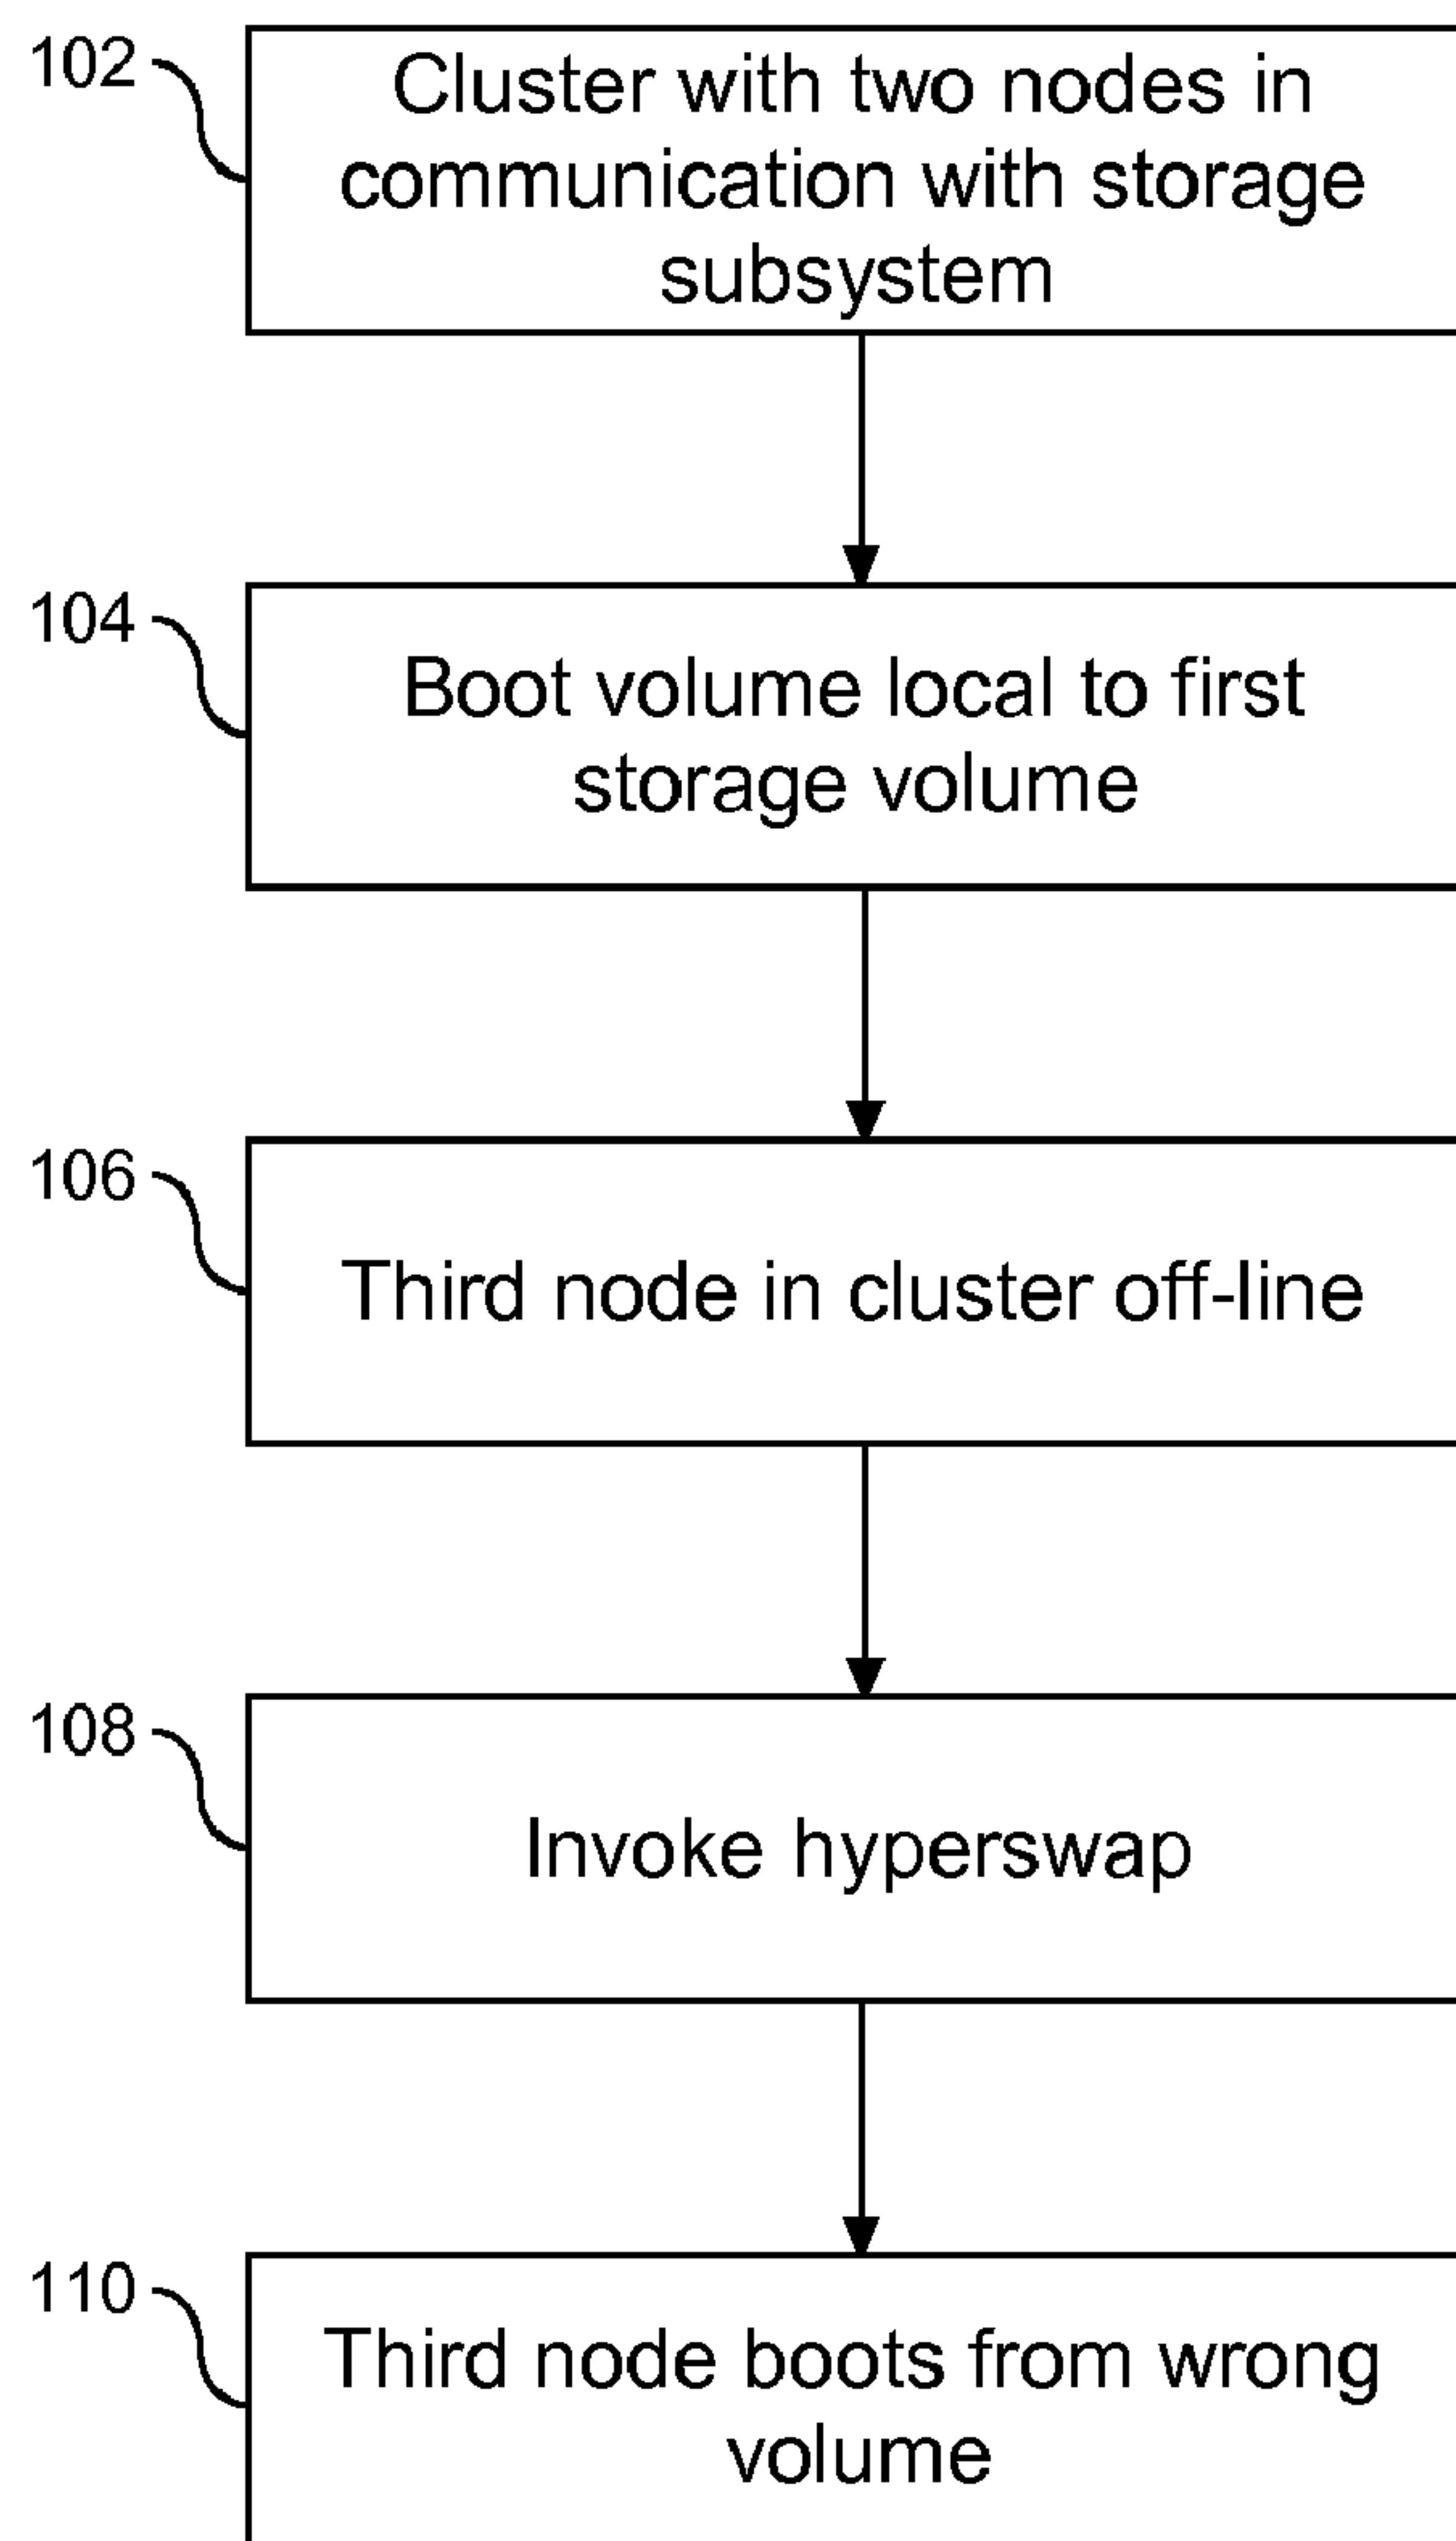 102
Cluster with two nodes in
communication with storage
subsystem
104
Boot volume local to first
storage volume
106
Third node in cluster off-line
108
Invoke hyperswap
110
Third node boots from wrong
volume